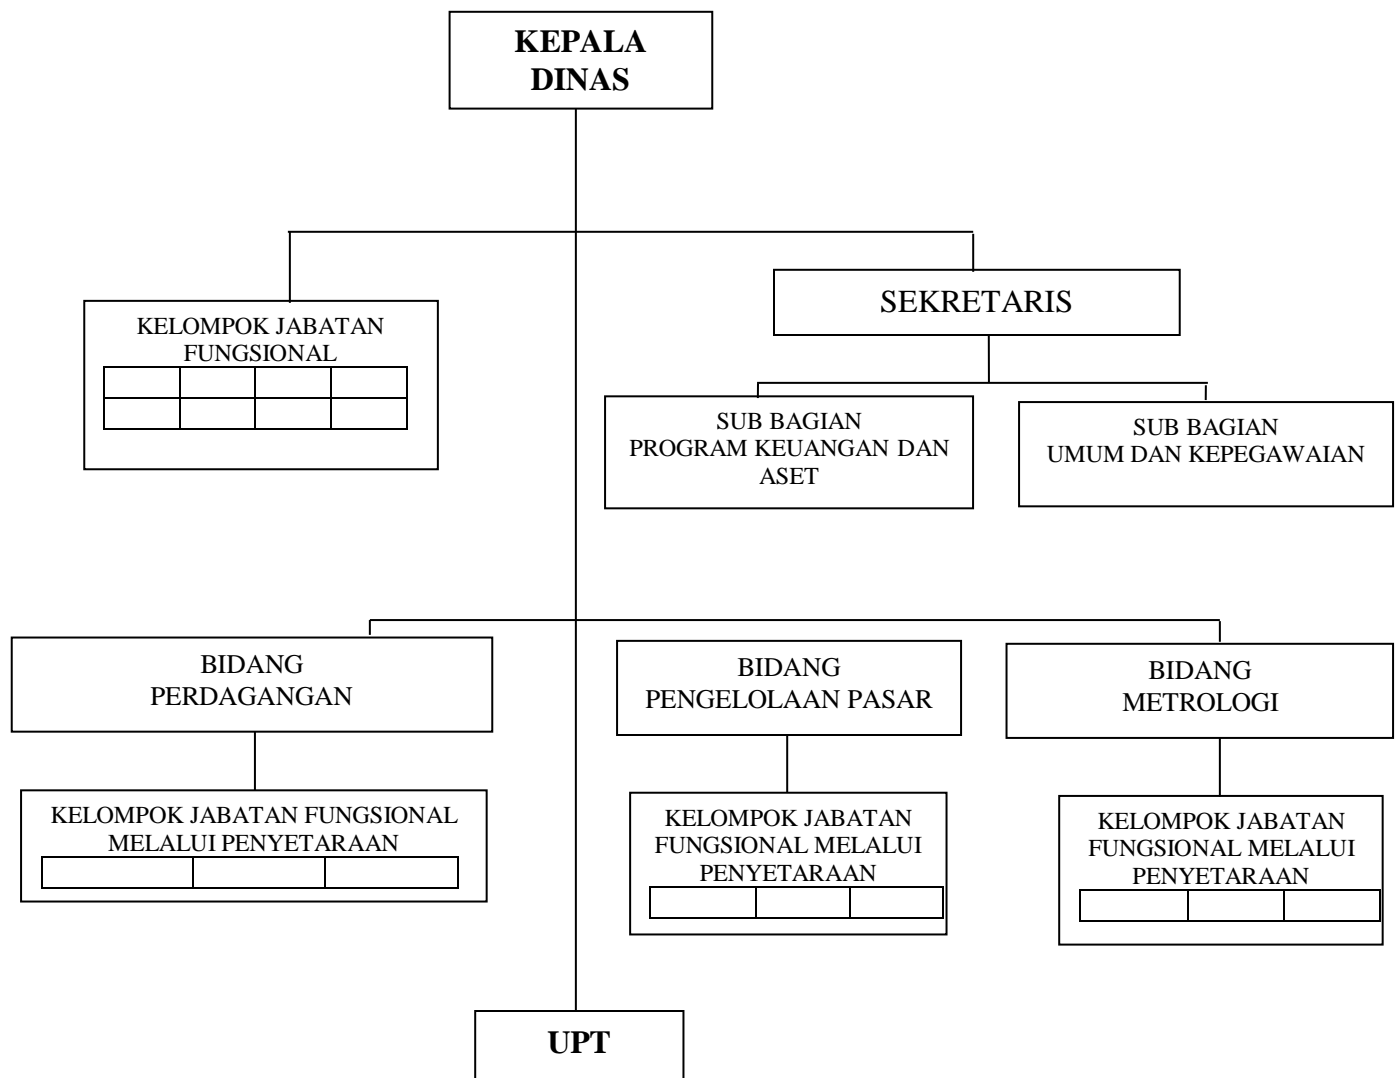 KEPALA
DINAS
KELOMPOK JABATAN
FUNGSIONAL
SEKRETARIS
SUB BAGIAN
PROGRAM KEUANGAN DAN
ASET
SUB BAGIAN
UMUM DAN KEPEGAWAIAN
BIDANG
PERDAGANGAN
BIDANG
PENGELOLAAN PASAR
BIDANG
METROLOGI
KELOMPOK JABATAN FUNGSIONAL
MELALUI PENYETARAAN
KELOMPOK JABATAN
FUNGSIONAL MELALUI
PENYETARAAN
KELOMPOK JABATAN
FUNGSIONAL MELALUI
PENYETARAAN
UPT